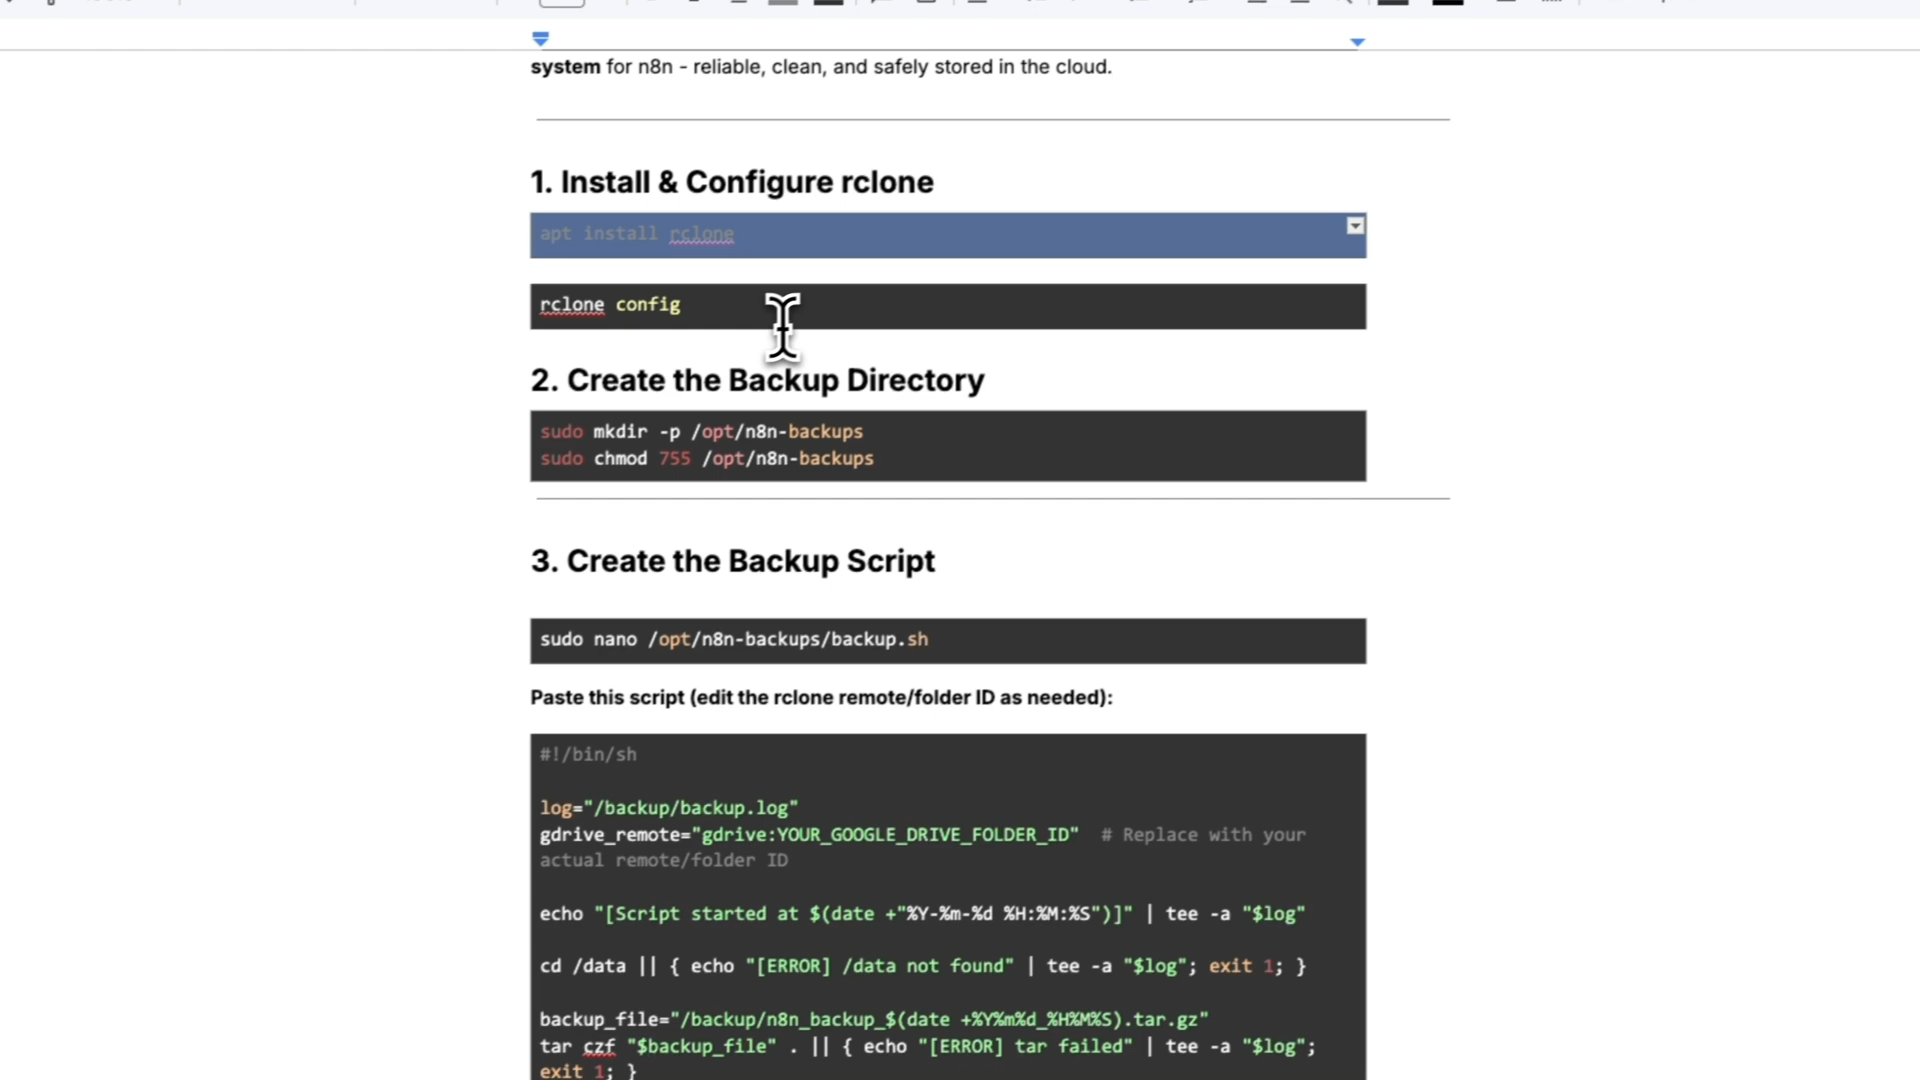 system for n8n - reliable, clean, and safely stored in the cloud.
1. Install & Configure rclone
apt install rclone
rclone config
2. Create the Backup Directory
sudo mkdir -p /opt/n8n-backups
sudo chmod 755 /opt/n8n-backups
3. Create the Backup Script
sudo nano /opt/n8n-backups/backup.sh
Paste this script (edit the rclone remote/folder ID as needed):
#!/bin/sh
log="/backup/backup.log"
gdrive_remote="gdrive:YOUR_GOOGLE_DRIVE_FOLDER_ID"  # Replace with your
actual remote/folder ID
echo "[Script started at $(date +"%Y-%m-%d %H:%M:%S")]" | tee -a "$log"
cd /data || { echo "[ERROR] /data not found" | tee -a "$log"; exit 1; }
backup_file="/backup/n8n_backup_$(date +%Y%m%d_%H%M%S).tar.gz"
tar czf "$backup_file" . || { echo "[ERROR] tar failed" | tee -a "$log";
exit 1; }